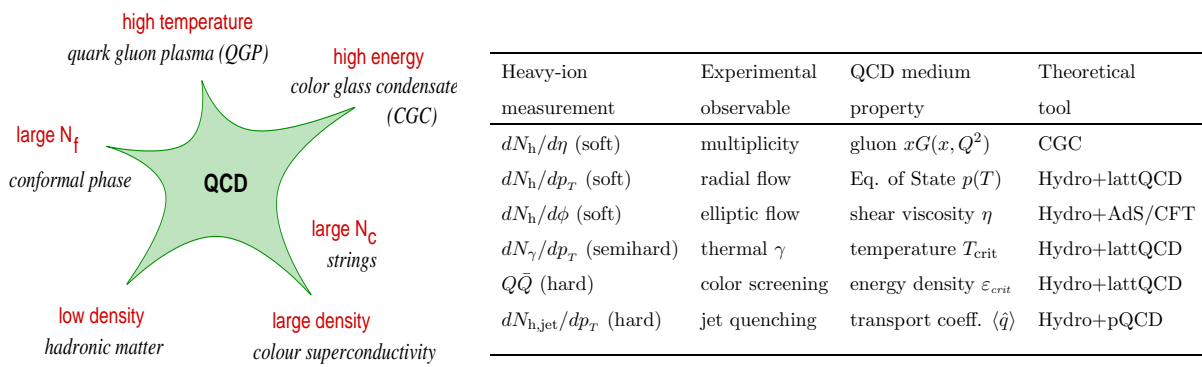 high temperature
quark gluon plasma (QGP)
high energy
color glass condensate
(CGC)
large N_f
conformal phase
QCD
large N_c
strings
low density
hadronic matter
large density
colour superconductivity
Heavy-ion Experimental QCD medium Theoretical
measurement observable property tool
dN_h/dη (soft) multiplicity gluon xG(x, Q²) CGC
dN_h/dp_T (soft) radial flow Eq. of State p(T) Hydro+lattQCD
dN_h/dϕ (soft) elliptic flow shear viscosity η Hydro+AdS/CFT
dN_γ/dp_T (semihard) thermal γ temperature T_crit Hydro+lattQCD
QQ̄ (hard) color screening energy density ε_crit Hydro+lattQCD
dN_h,jet/dp_T (hard) jet quenching transport coeff. ⟨q̂⟩ Hydro+pQCD